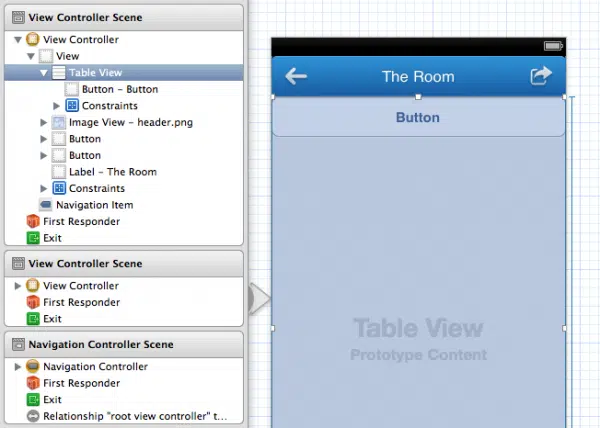 View Controller Scene
View Controller
View
Table View
Button – Button
Constraints
Image View – header.png
Button
Button
Label – The Room
Constraints
Navigation Item
First Responder
Exit
View Controller Scene
View Controller
First Responder
Exit
Navigation Controller Scene
Navigation Controller
First Responder
Exit
Relationship "root view controller" t...
The Room
Button
Table View
Prototype Content